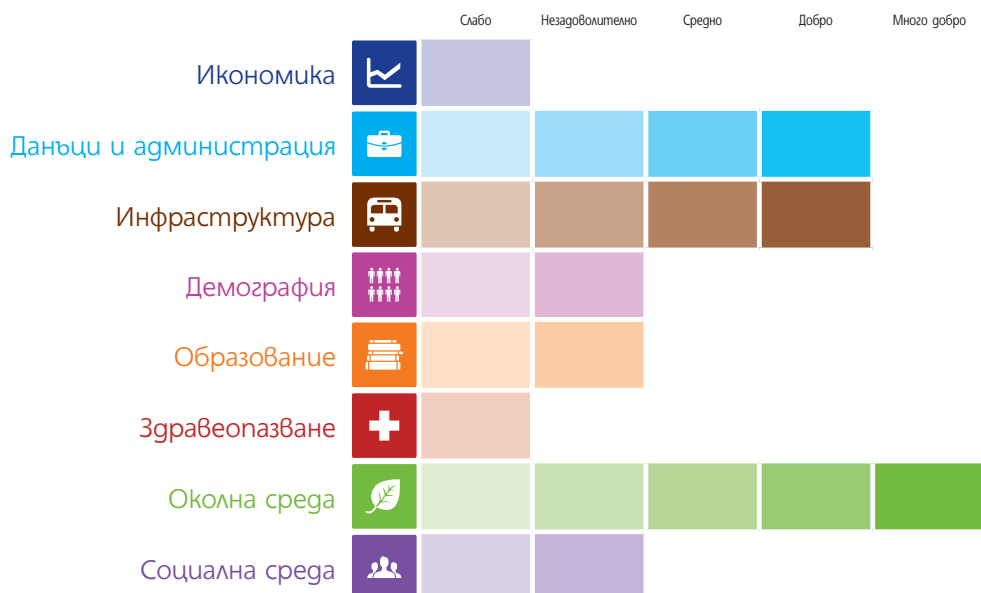 Слабо Незадоволително Средно Добро Много добро
Икономика
Данъци и администрация
Инфраструктура
Демография
Образование
Здравеопазване
Околна среда
Социална среда